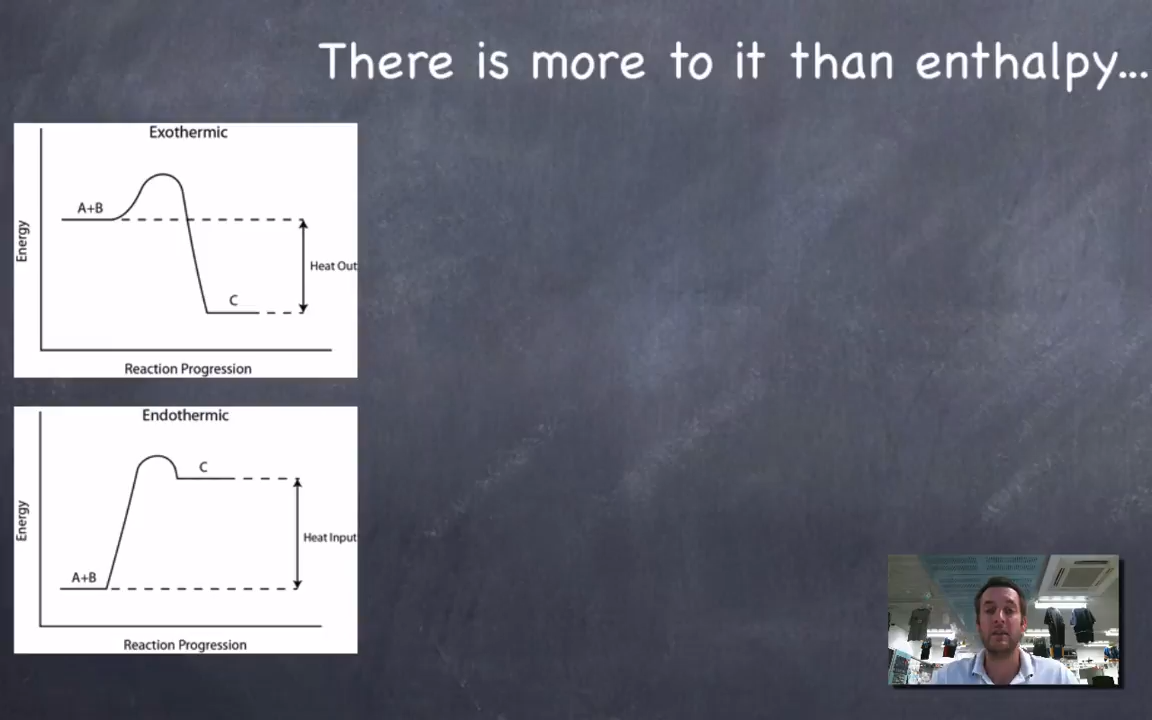 There is more to it than enthalpy...
Exothermic
A+B
Energy
Heat Out
C
Reaction Progression
Endothermic
C
Energy
Heat Input
A+B
Reaction Progression